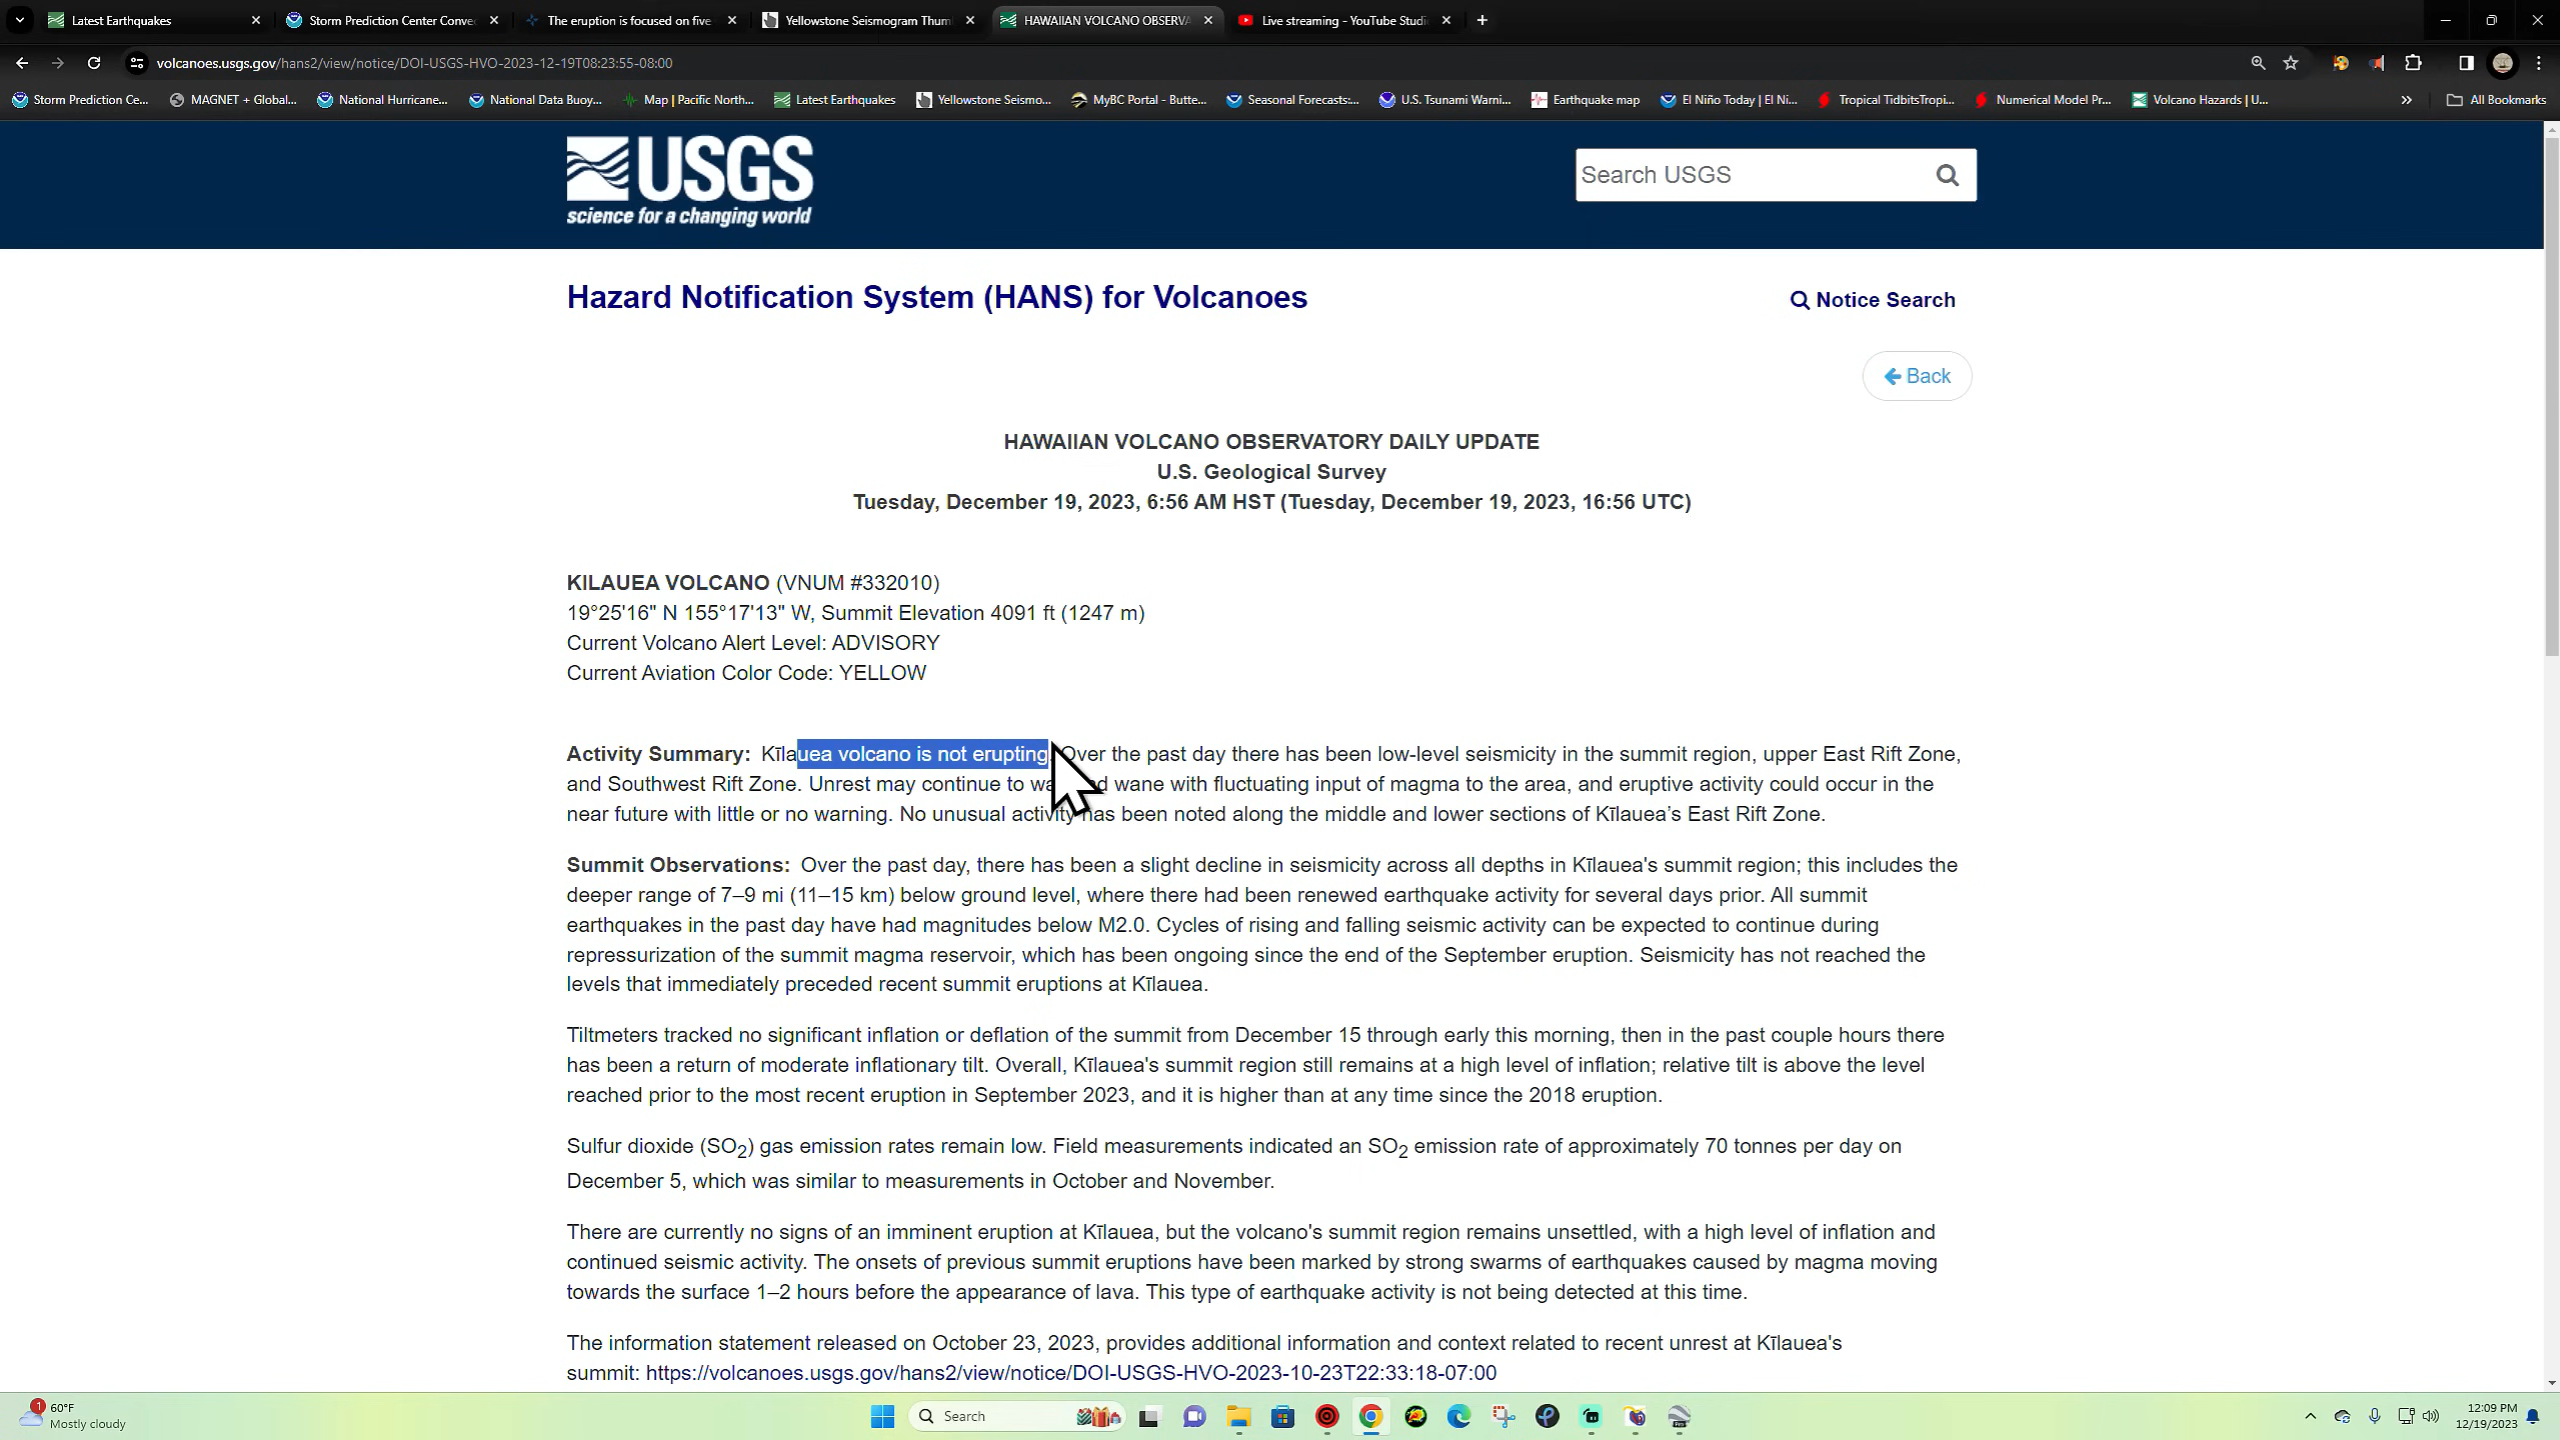 Latest Earthquakes
Storm Prediction Center Conve
The eruption is focused on five
Yellowstone Seismogram Thum
HAWAIIAN VOLCANO OBSERVA
Live streaming - YouTube Studi
volcanoes.usgs.gov/hans2/view/notice/DOI-USGS-HVO-2023-12-19T08:23:55-08:00
Storm Prediction Ce...
MAGNET + Global...
National Hurricane...
National Data Buoy...
Map | Pacific North...
Latest Earthquakes
Yellowstone Seismo...
MyBC Portal - Butte...
Seasonal Forecasts:...
U.S. Tsunami Warni...
Earthquake map
El Niño Today | El Ni...
Tropical TidbitsTropi...
Numerical Model Pr...
Volcano Hazards | U...
All Bookmarks
USGS
science for a changing world
Search USGS
Hazard Notification System (HANS) for Volcanoes
Notice Search
Back
HAWAIIAN VOLCANO OBSERVATORY DAILY UPDATE
U.S. Geological Survey
Tuesday, December 19, 2023, 6:56 AM HST (Tuesday, December 19, 2023, 16:56 UTC)
KILAUEA VOLCANO (VNUM #332010)
19°25'16" N 155°17'13" W, Summit Elevation 4091 ft (1247 m)
Current Volcano Alert Level: ADVISORY
Current Aviation Color Code: YELLOW
Activity Summary: Kīlauea volcano is not erupting. Over the past day there has been low-level seismicity in the summit region, upper East Rift Zone,
and Southwest Rift Zone. Unrest may continue to wane with fluctuating input of magma to the area, and eruptive activity could occur in the
near future with little or no warning. No unusual activity has been noted along the middle and lower sections of Kīlauea’s East Rift Zone.
Summit Observations: Over the past day, there has been a slight decline in seismicity across all depths in Kīlauea's summit region; this includes the
deeper range of 7–9 mi (11–15 km) below ground level, where there had been renewed earthquake activity for several days prior. All summit
earthquakes in the past day have had magnitudes below M2.0. Cycles of rising and falling seismic activity can be expected to continue during
repressurization of the summit magma reservoir, which has been ongoing since the end of the September eruption. Seismicity has not reached the
levels that immediately preceded recent summit eruptions at Kīlauea.
Tiltmeters tracked no significant inflation or deflation of the summit from December 15 through early this morning, then in the past couple hours there
has been a return of moderate inflationary tilt. Overall, Kīlauea's summit region still remains at a high level of inflation; relative tilt is above the level
reached prior to the most recent eruption in September 2023, and it is higher than at any time since the 2018 eruption.
Sulfur dioxide (SO2) gas emission rates remain low. Field measurements indicated an SO2 emission rate of approximately 70 tonnes per day on
December 5, which was similar to measurements in October and November.
There are currently no signs of an imminent eruption at Kīlauea, but the volcano's summit region remains unsettled, with a high level of inflation and
continued seismic activity. The onsets of previous summit eruptions have been marked by strong swarms of earthquakes caused by magma moving
towards the surface 1–2 hours before the appearance of lava. This type of earthquake activity is not being detected at this time.
The information statement released on October 23, 2023, provides additional information and context related to recent unrest at Kīlauea's
summit: https://volcanoes.usgs.gov/hans2/view/notice/DOI-USGS-HVO-2023-10-23T22:33:18-07:00
1
60°F
Mostly cloudy
Search
12:09 PM
12/19/2023